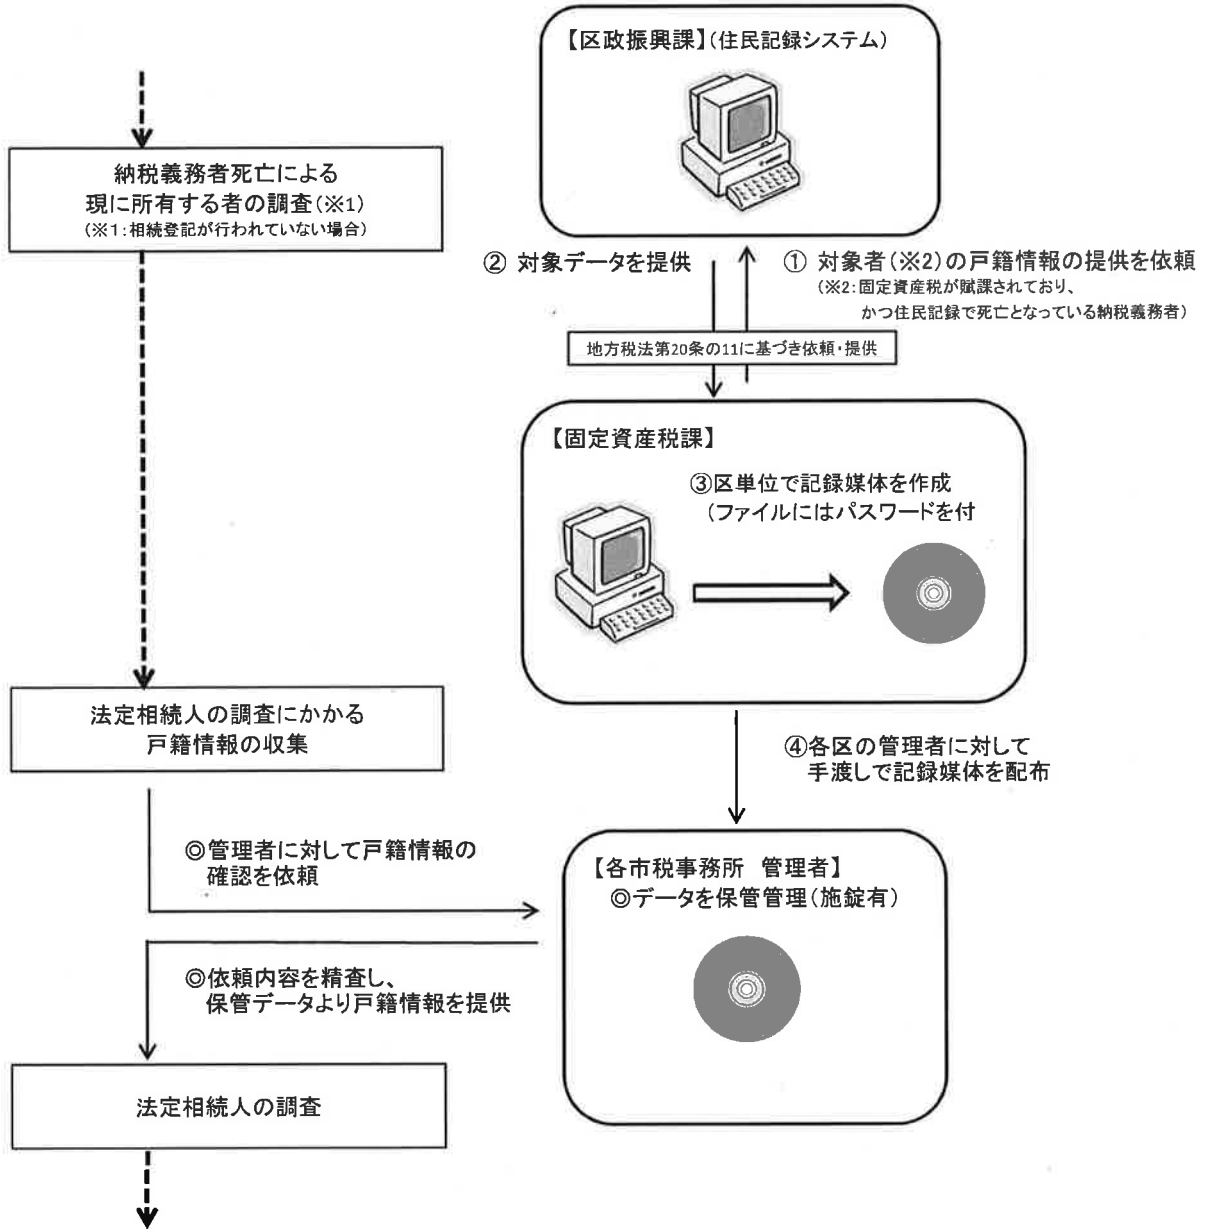 【区政振興課】(住民記録システム)
納税義務者死亡による
現に所有する者の調査(※1)
(※1:相続登記が行われていない場合)
② 対象データを提供
① 対象者(※2)の戸籍情報の提供を依頼
(※2:固定資産税が賦課されており、
かつ住民記録で死亡となっている納税義務者)
地方税法第20条の11に基づき依頼・提供
【固定資産税課】
③区単位で記録媒体を作成
(ファイルにはパスワードを付
法定相続人の調査にかかる
戸籍情報の収集
④各区の管理者に対して
手渡しで記録媒体を配布
◎管理者に対して戸籍情報の
確認を依頼
【各市税事務所 管理者】
◎データを保管管理(施錠有)
◎依頼内容を精査し、
保管データより戸籍情報を提供
法定相続人の調査